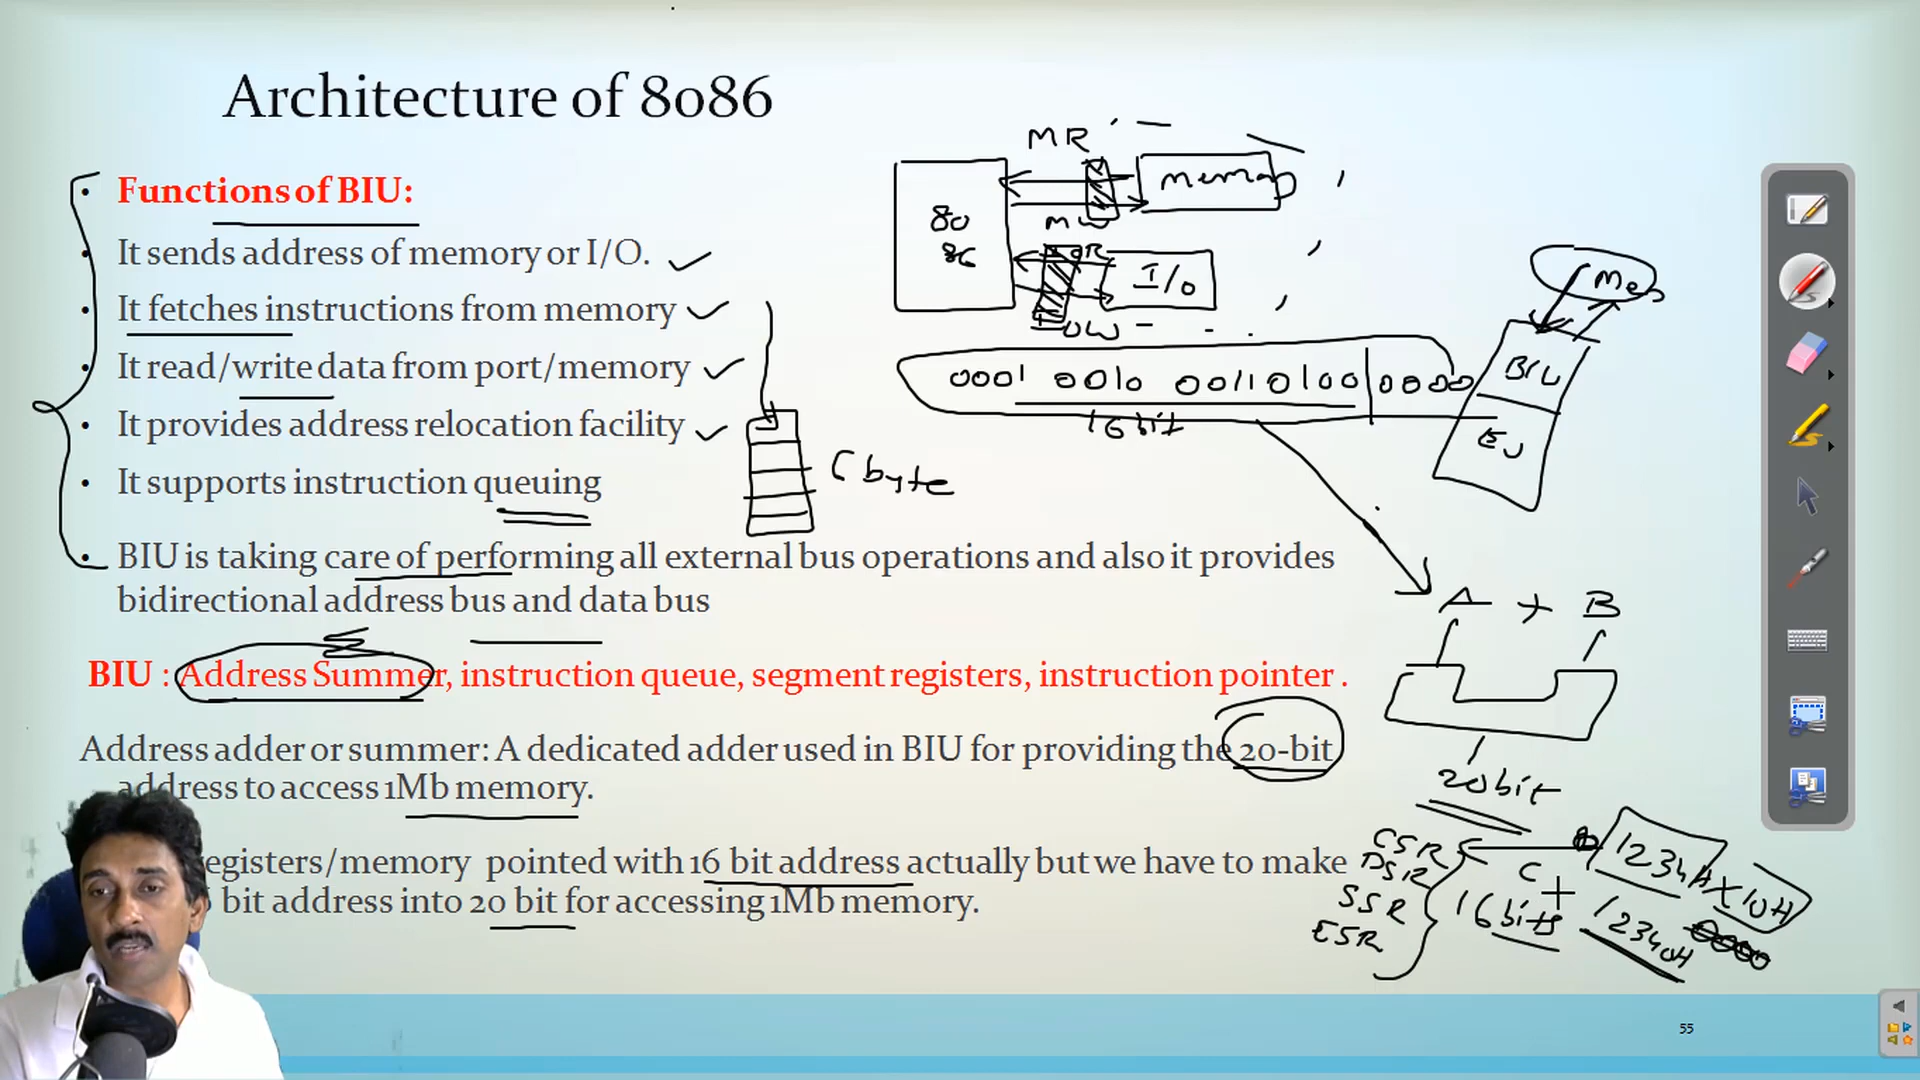 Architecture of 8086
• Functions of BIU:
• It sends address of memory or I/O.
• It fetches instructions from memory
• It read/write data from port/memory
• It provides address relocation facility
• It supports instruction queuing
• BIU is taking care of performing all external bus operations and also it provides
bidirectional address bus and data bus
BIU : Address Summer, instruction queue, segment registers, instruction pointer .
Address adder or summer: A dedicated adder used in BIU for providing the 20-bit
address to access 1Mb memory.
registers/memory pointed with 16 bit address actually but we have to make
bit address into 20 bit for accessing 1Mb memory.
MR
80
86
MW
I/O
0001 0010 0011 0100 0000
16 bit
BIU
EU
byte
A + B
20 bit
CSR
DSR
SSR
ESR
16 bits
1234H X 10H
+
12340H
55